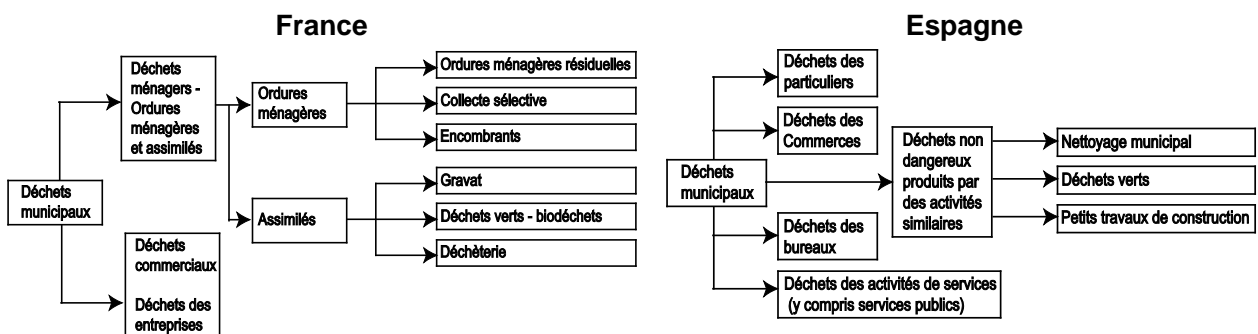 France
Déchets
ménagers -
Ordures
ménagères
et assimilés
Ordures
ménagères
Ordures ménagères résiduelles
Collecte sélective
Encombrants
Déchets
municipaux
Assimilés
Gravat
Déchets verts - biodéchets
Déchèterie
Déchets
commerciaux
Déchets des
entreprises
Espagne
Déchets des
particuliers
Déchets des
Commerces
Déchets
municipaux
Déchets non
dangereux
produits par
des activités
similaires
Nettoyage municipal
Déchets verts
Petits travaux de construction
Déchets des
bureaux
Déchets des activités de services
(y compris services publics)